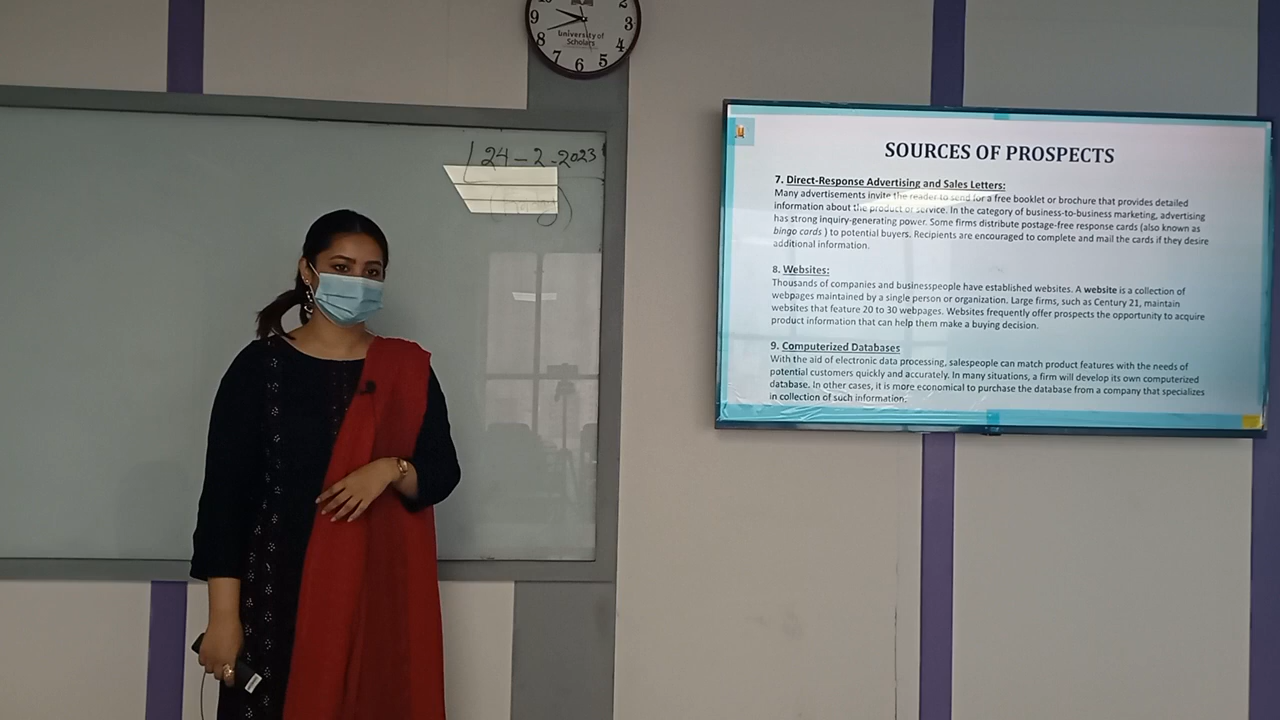 2
9
3
8
University of
Scholars
4
7
6
5
24-2-2023
SOURCES OF PROSPECTS
7. Direct-Response Advertising and Sales Letters:
Many advertisements invite the reader to send for a free booklet or brochure that provides detailed
information about the product or service. In the category of business-to-business marketing, advertising
has strong inquiry-generating power. Some firms distribute postage-free response cards (also known as
bingo cards ) to potential buyers. Recipients are encouraged to complete and mail the cards if they desire
additional information.
8. Websites:
Thousands of companies and businesspeople have established websites. A website is a collection of
webpages maintained by a single person or organization. Large firms, such as Century 21, maintain
websites that feature 20 to 30 webpages. Websites frequently offer prospects the opportunity to acquire
product information that can help them make a buying decision.
9. Computerized Databases
With the aid of electronic data processing, salespeople can match product features with the needs of
potential customers quickly and accurately. In many situations, a firm will develop its own computerized
database. In other cases, it is more economical to purchase the database from a company that specializes
in collection of such information.